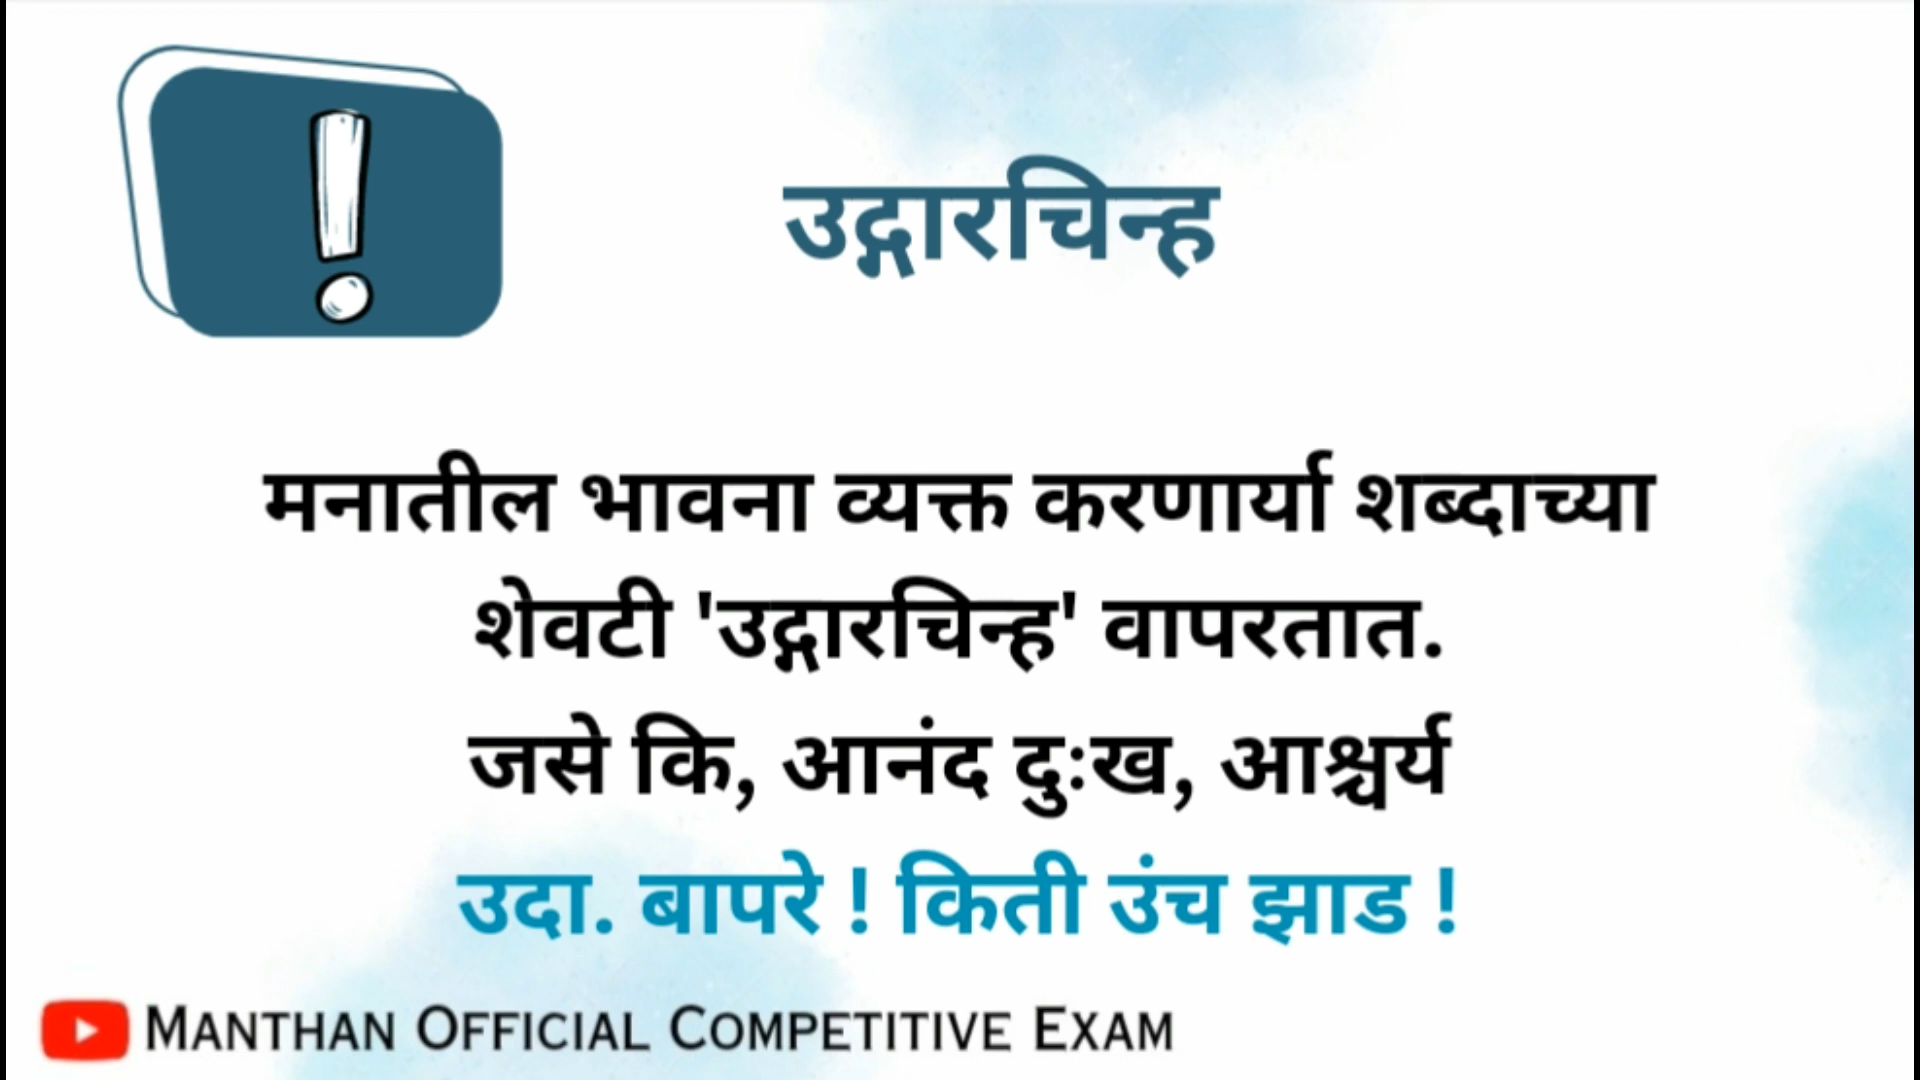 !
उद्गारचिन्ह
मनातील भावना व्यक्त करणार्या शब्दाच्या
शेवटी 'उद्गारचिन्ह' वापरतात.
जसे कि, आनंद दुःख, आश्चर्य
उदा. बापरे ! किती उंच झाड !
MANTHAN OFFICIAL COMPETITIVE EXAM